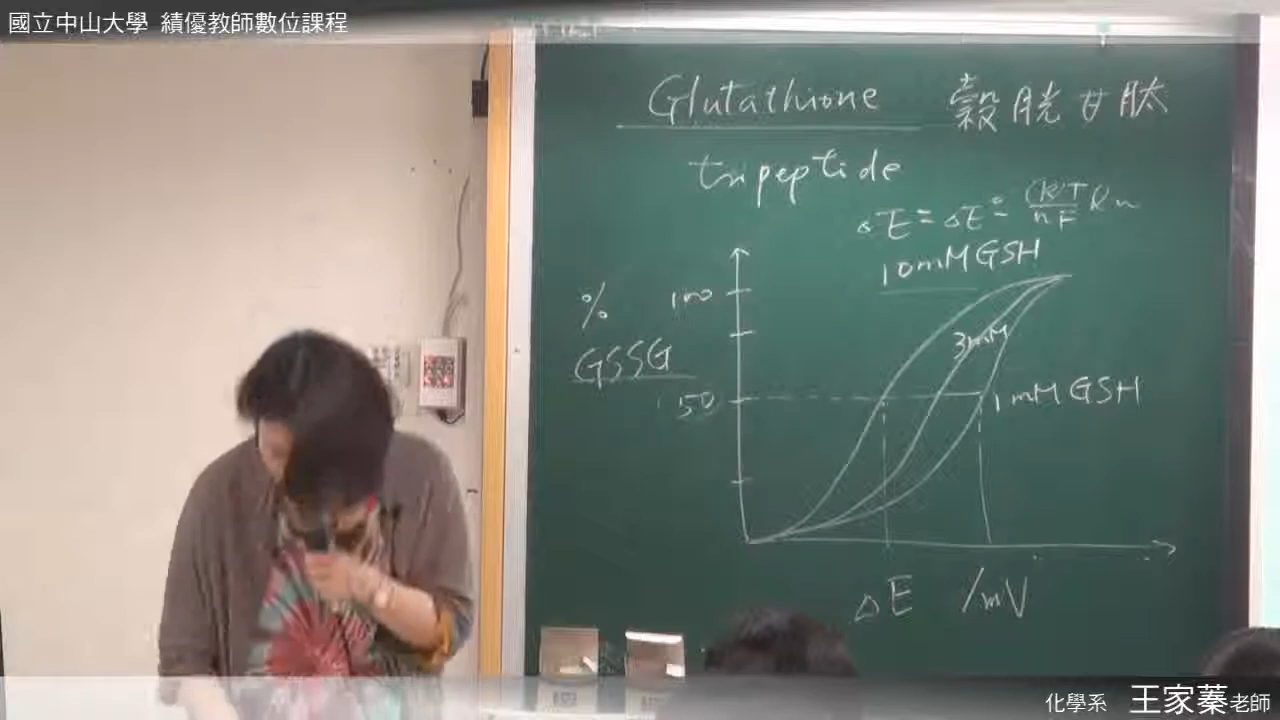 國立中山大學 績優教師數位課程
Glutathione 穀胱甘肽
tripeptide
ΔE = ΔE° = RT/nF ln
10mM GSH
%
100
GSSG
3mM
50
1mM GSH
ΔE /mV
化學系 王家蓁老師